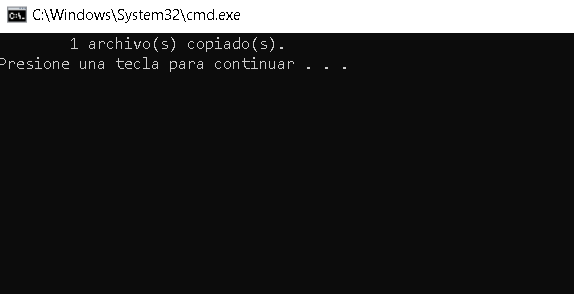 C:\Windows\System32\cmd.exe
1 archivo(s) copiado(s).
Presione una tecla para continuar . . .